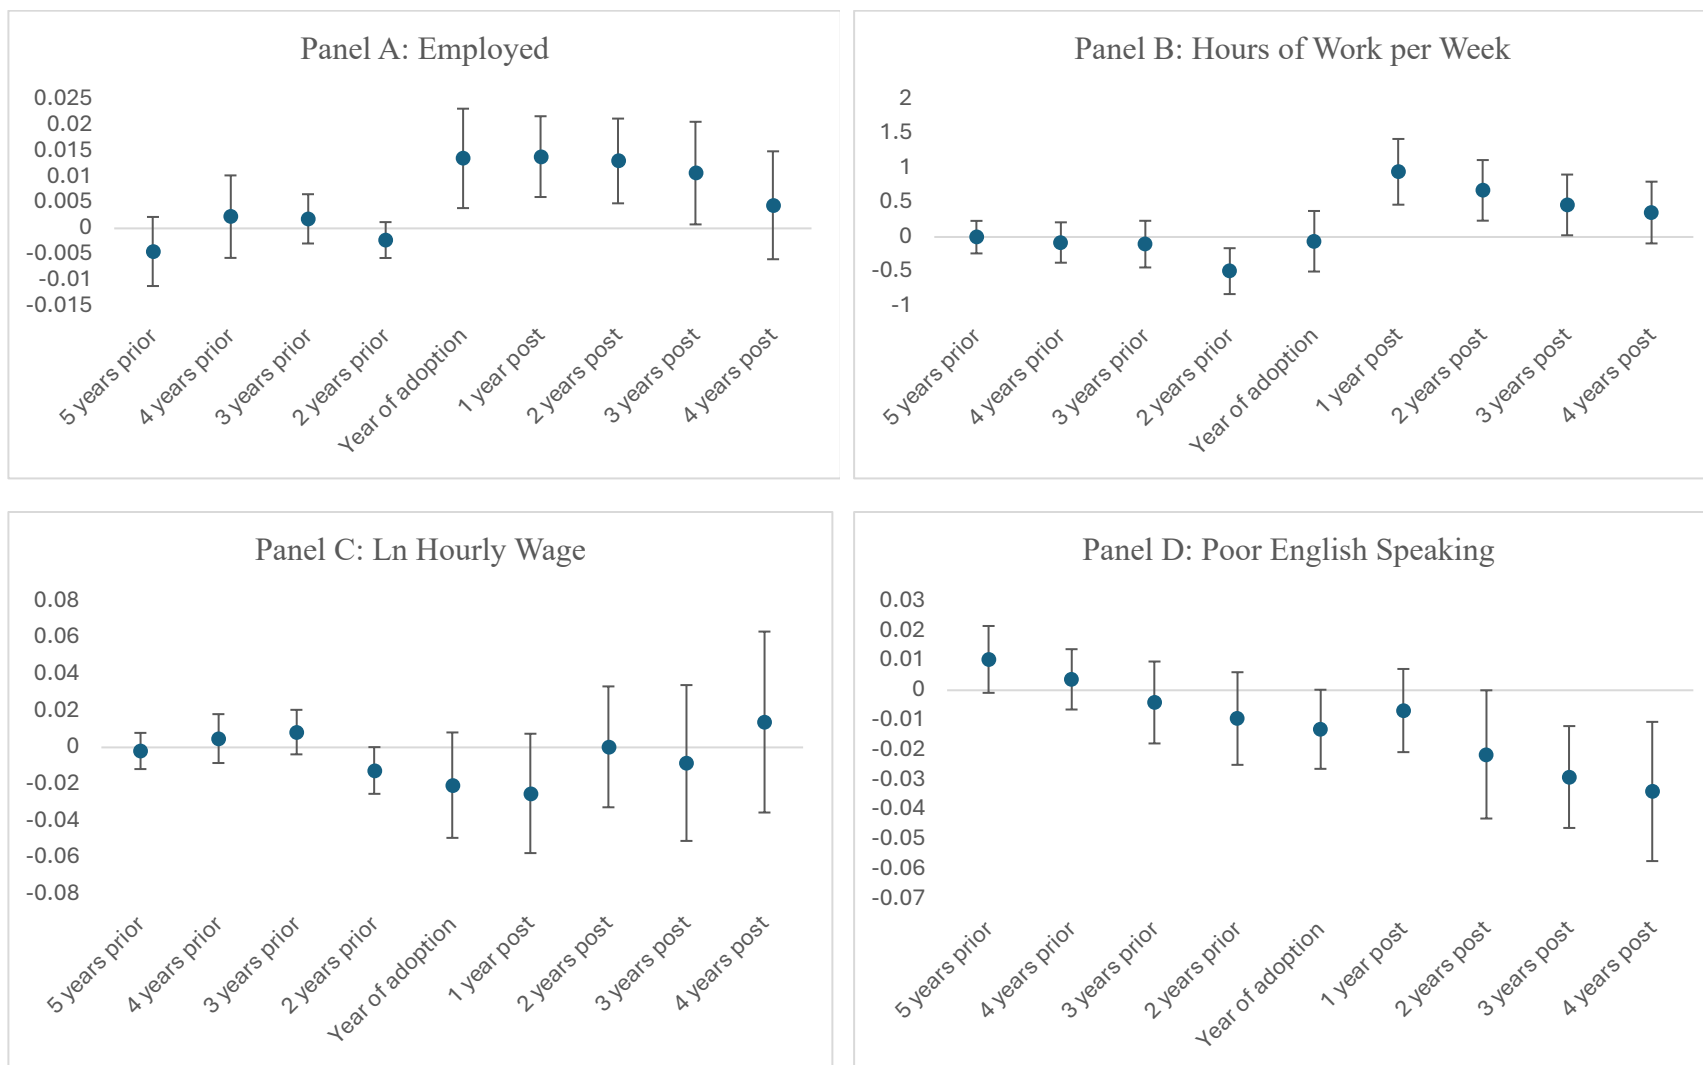 Panel A: Employed
0.025
0.02
0.015
0.01
0.005
0
-0.005
-0.01
-0.015
5 years prior
4 years prior
3 years prior
2 years prior
Year of adoption
1 year post
2 years post
3 years post
4 years post
Panel B: Hours of Work per Week
2
1.5
1
0.5
0
-0.5
-1
5 years prior
4 years prior
3 years prior
2 years prior
Year of adoption
1 year post
2 years post
3 years post
4 years post
Panel C: Ln Hourly Wage
0.08
0.06
0.04
0.02
0
-0.02
-0.04
-0.06
-0.08
5 years prior
4 years prior
3 years prior
2 years prior
Year of adoption
1 year post
2 years post
3 years post
4 years post
Panel D: Poor English Speaking
0.03
0.02
0.01
0
-0.01
-0.02
-0.03
-0.04
-0.05
-0.06
-0.07
5 years prior
4 years prior
3 years prior
2 years prior
Year of adoption
1 year post
2 years post
3 years post
4 years post